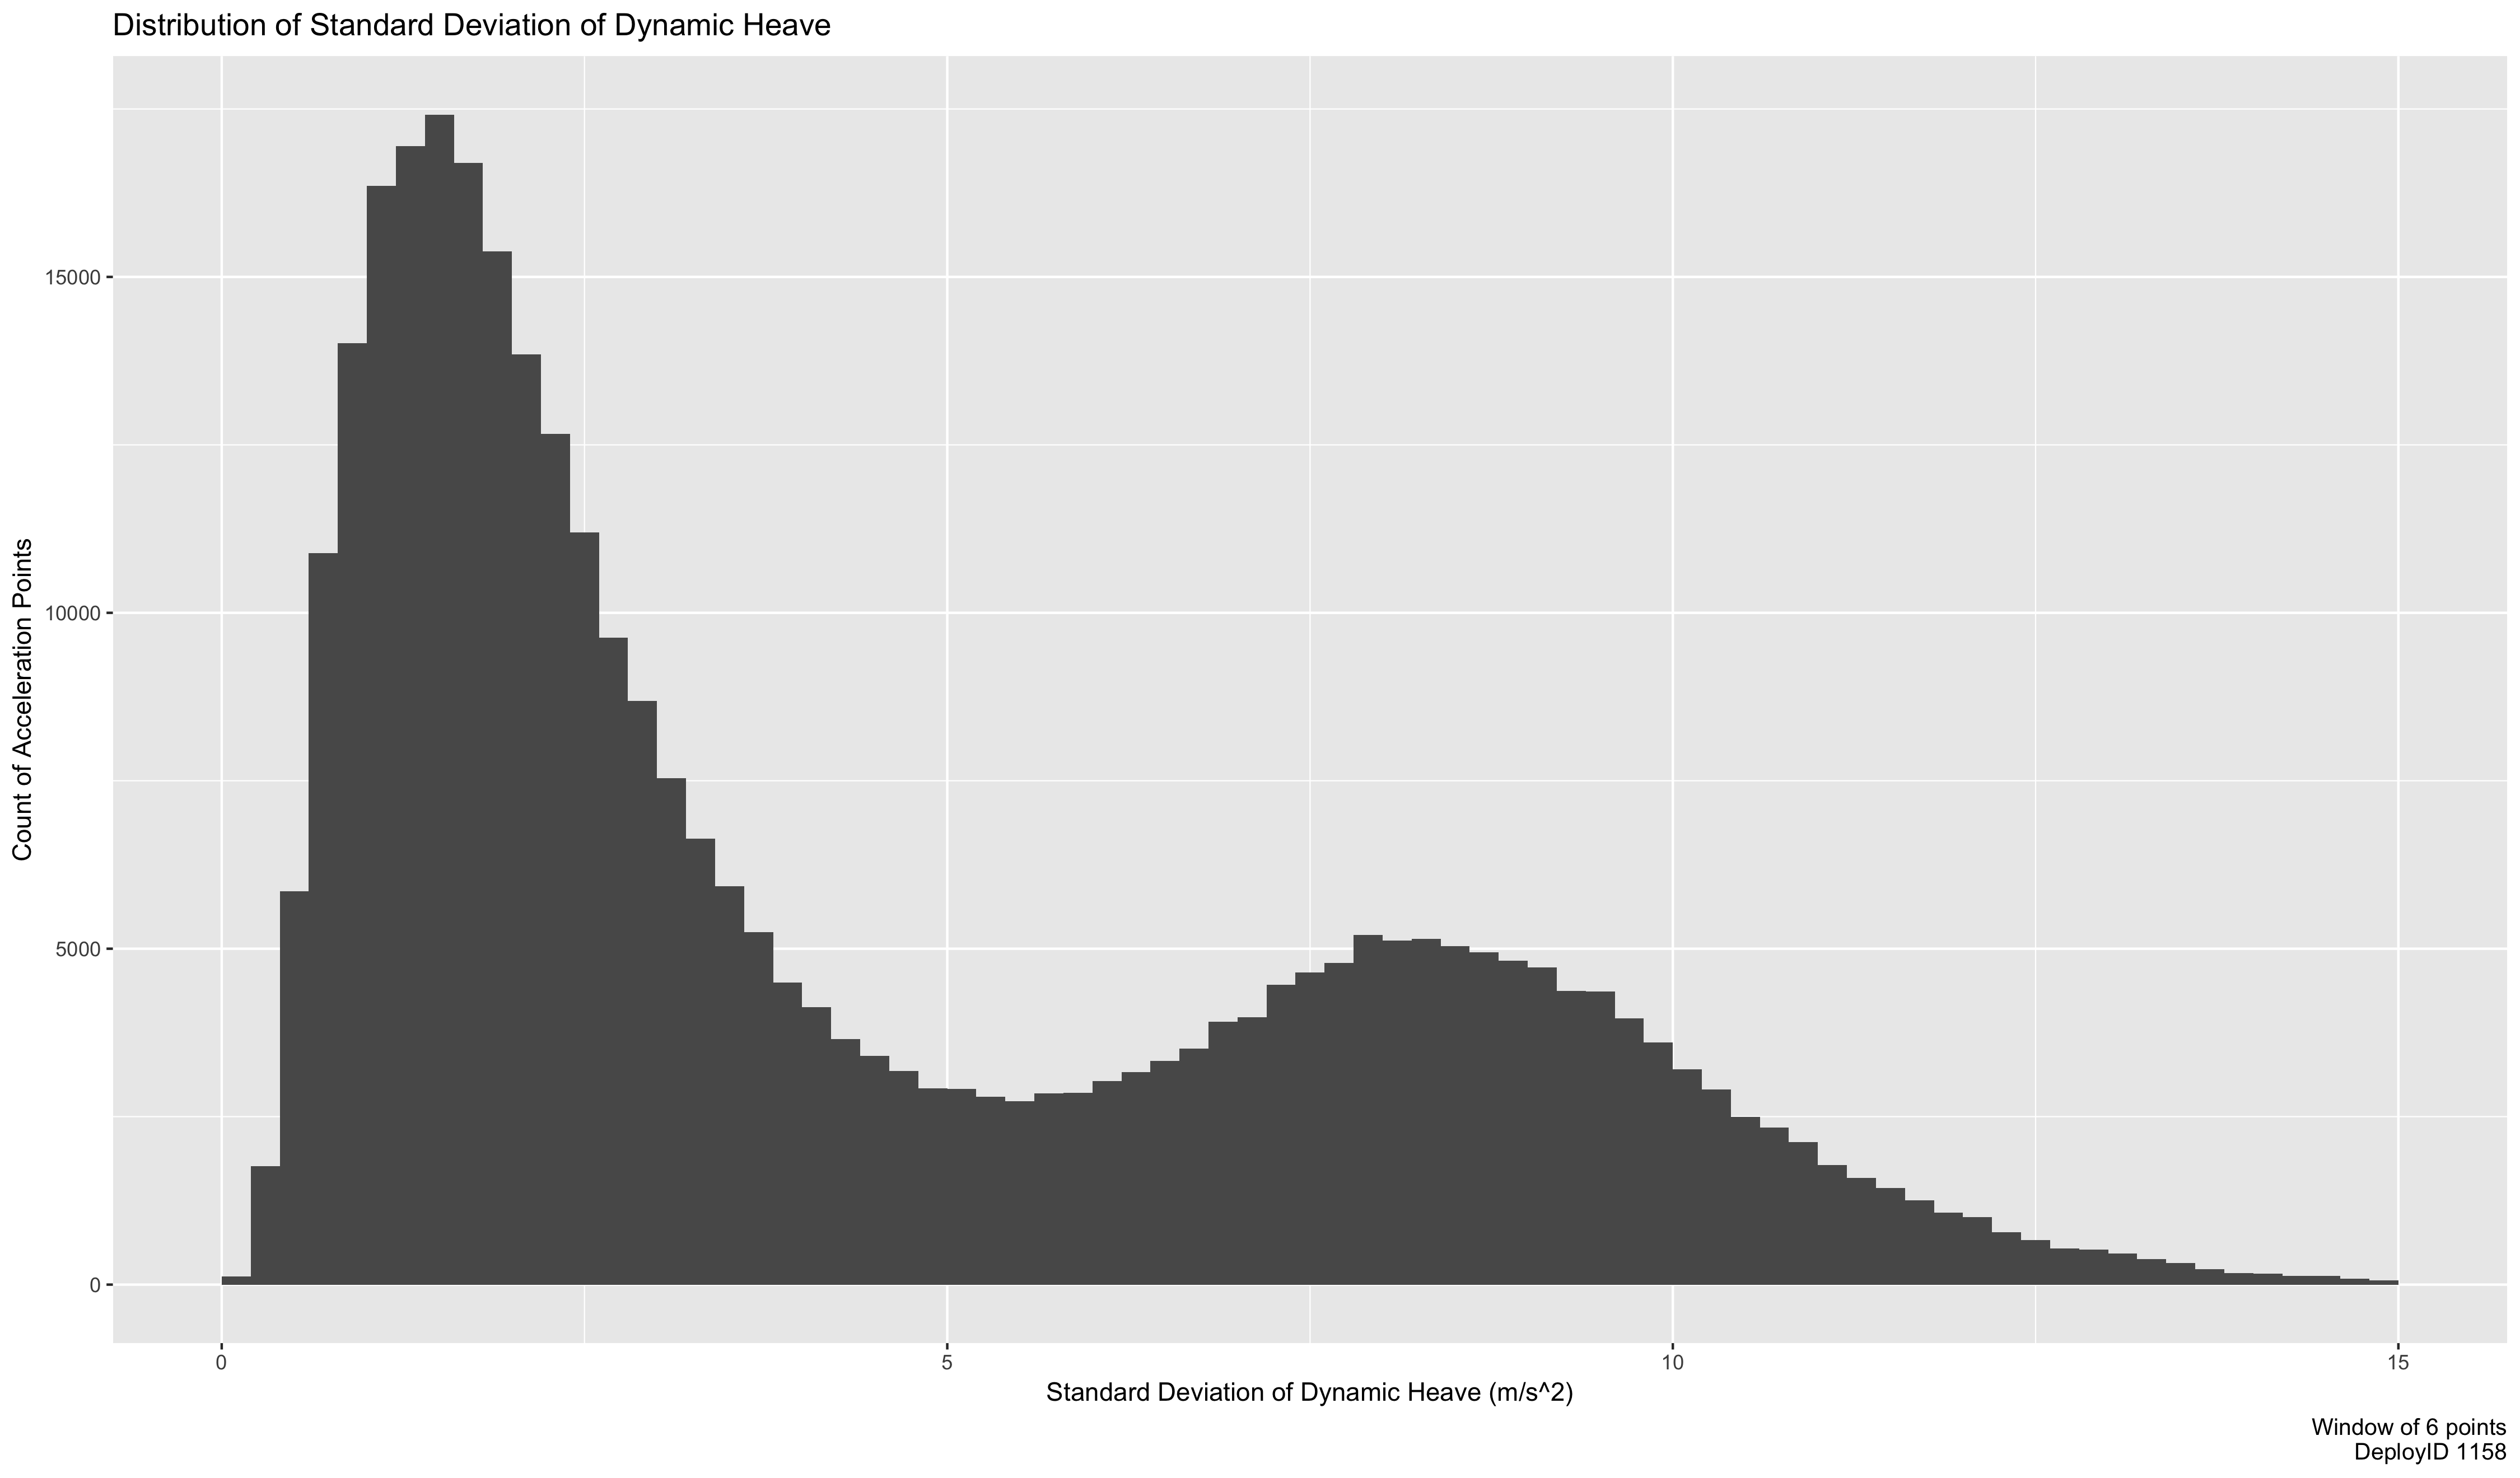 Distribution of Standard Deviation of Dynamic Heave
Count of Acceleration Points
15000
10000
5000
0
0
5
10
15
Standard Deviation of Dynamic Heave (m/s^2)
Window of 6 points
DeployID 1158